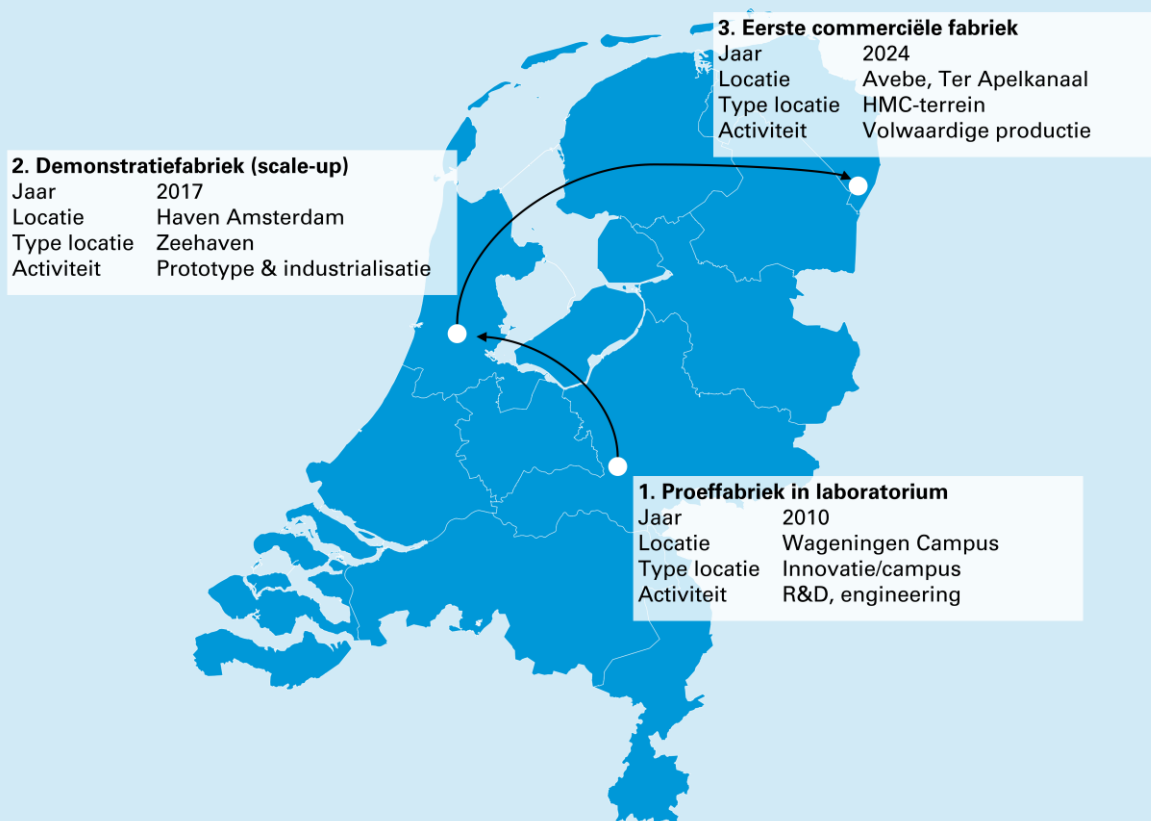 3. Eerste commerciële fabriek
Jaar 2024
Locatie Avebe, Ter Apelkanaal
Type locatie HMC-terrein
Activiteit Volwaardige productie
2. Demonstratiefabriek (scale-up)
Jaar 2017
Locatie Haven Amsterdam
Type locatie Zeehaven
Activiteit Prototype & industrialisatie
1. Proeffabriek in laboratorium
Jaar 2010
Locatie Wageningen Campus
Type locatie Innovatie/campus
Activiteit R&D, engineering